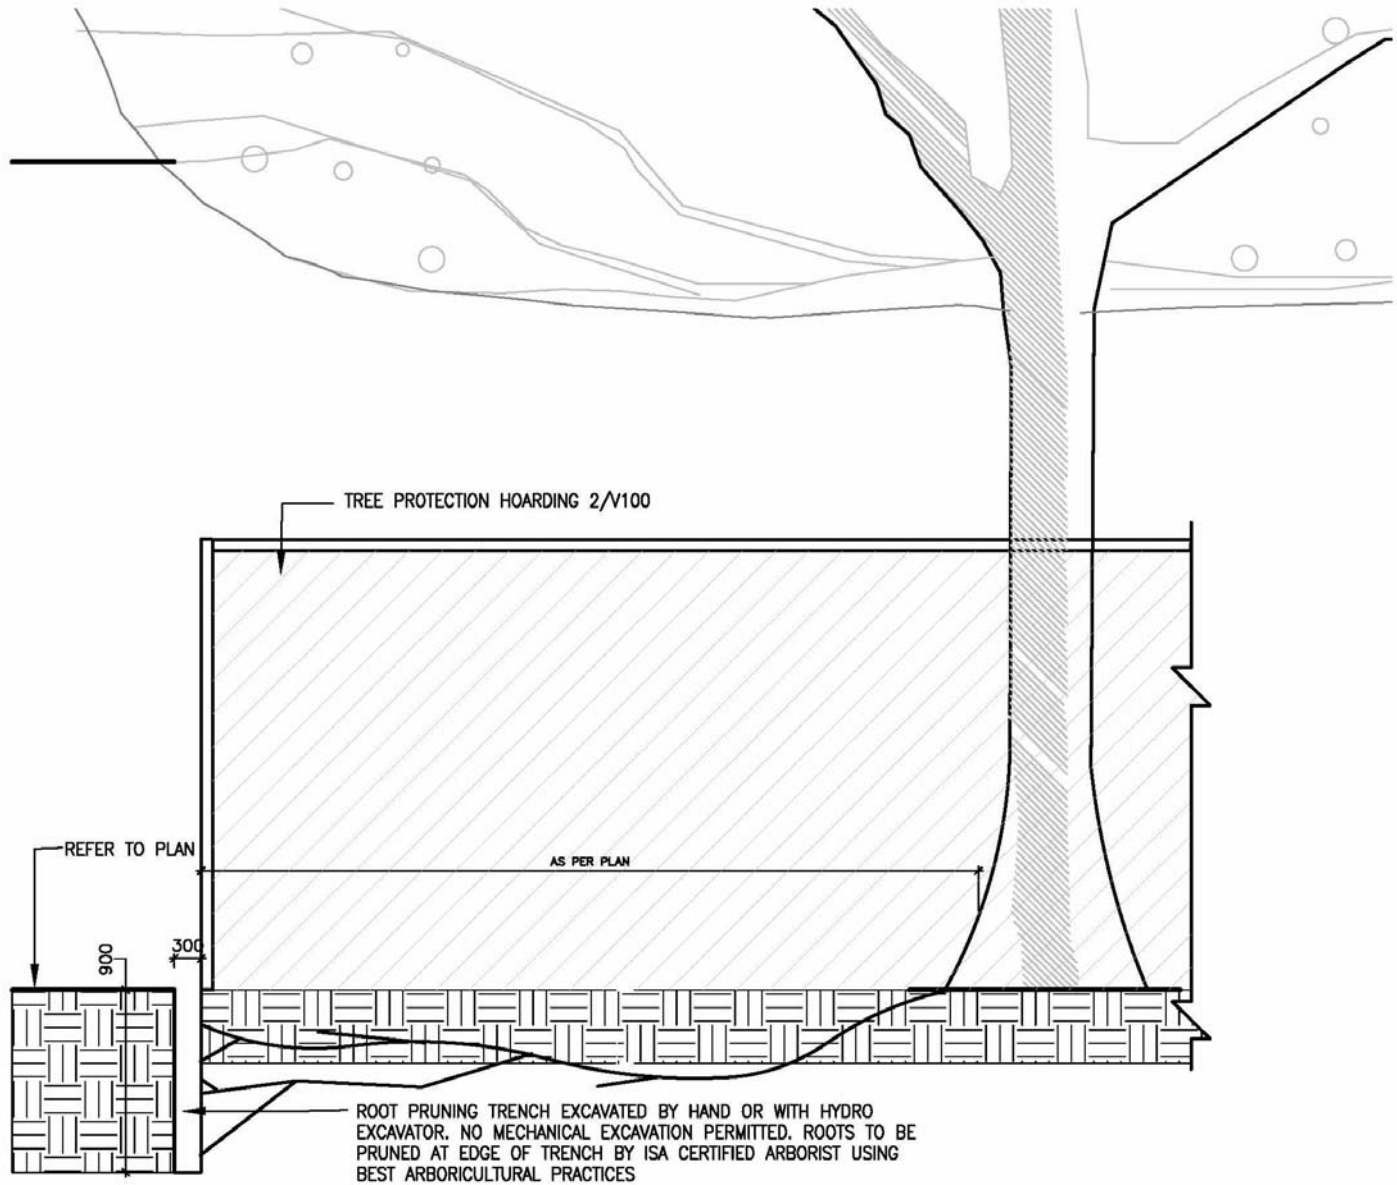 TREE PROTECTION HOARDING 2/V100
REFER TO PLAN
AS PER PLAN
300
900
ROOT PRUNING TRENCH EXCAVATED BY HAND OR WITH HYDRO
EXCAVATOR. NO MECHANICAL EXCAVATION PERMITTED. ROOTS TO BE
PRUNED AT EDGE OF TRENCH BY ISA CERTIFIED ARBORIST USING
BEST ARBORICULTURAL PRACTICES